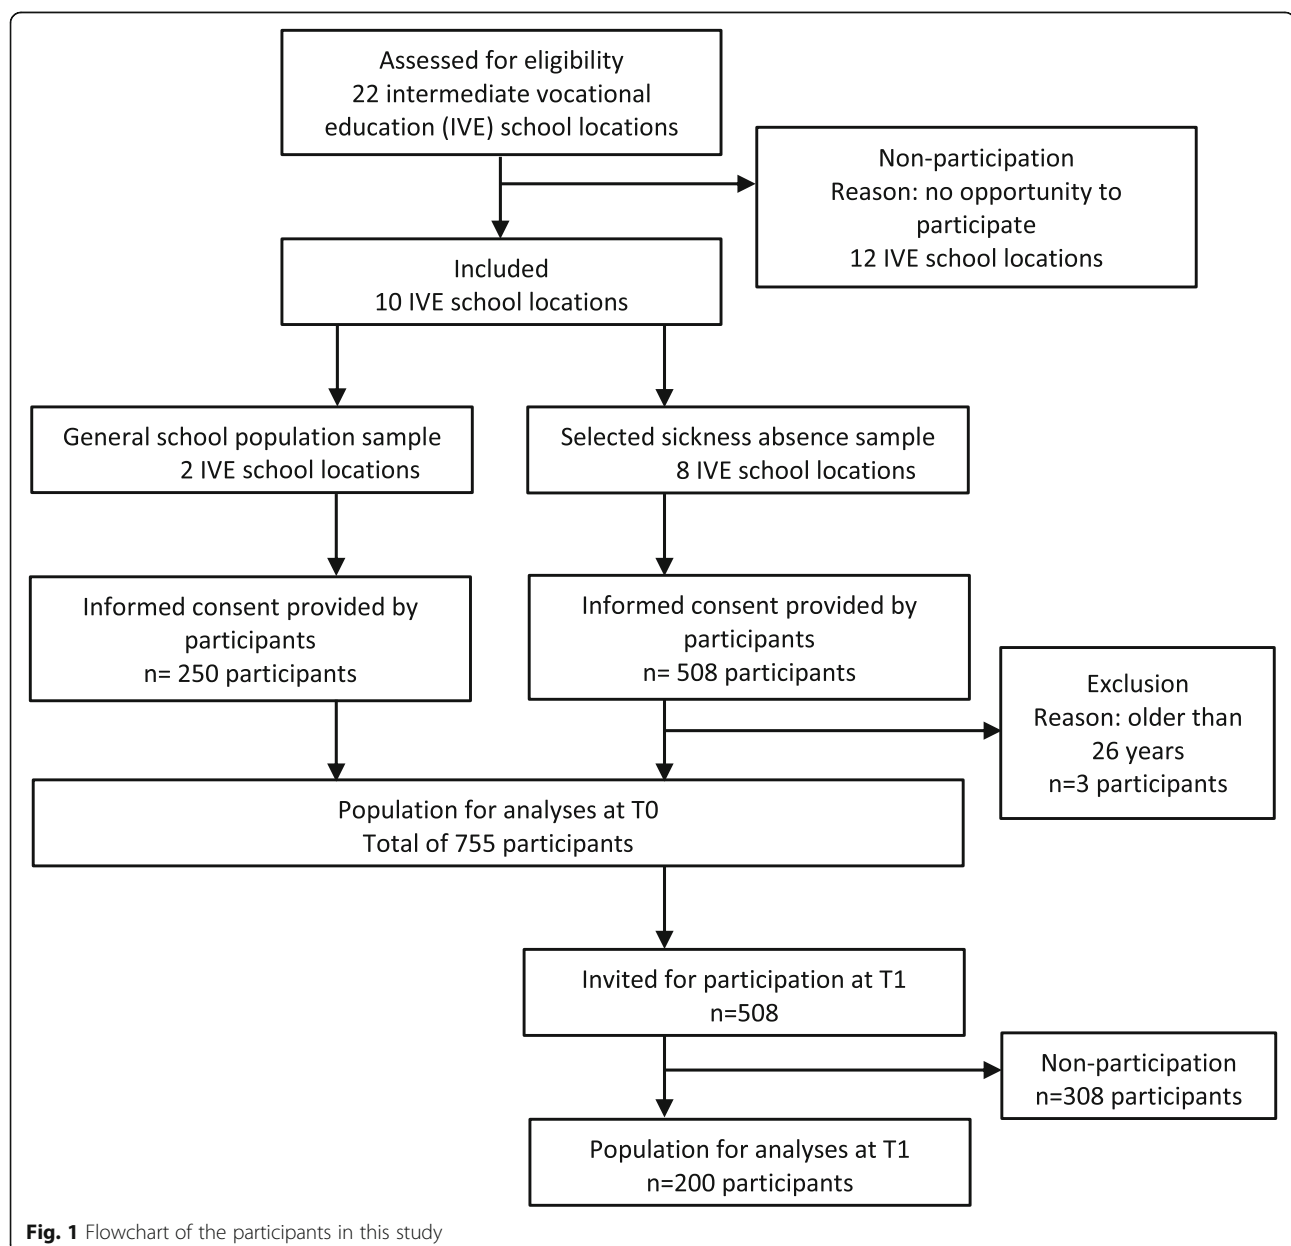 Assessed for eligibility
22 intermediate vocational
education (IVE) school locations
Non-participation
Reason: no opportunity to
participate
12 IVE school locations
Included
10 IVE school locations
General school population sample
2 IVE school locations
Selected sickness absence sample
8 IVE school locations
Informed consent provided by
participants
n= 250 participants
Informed consent provided by
participants
n= 508 participants
Exclusion
Reason: older than
26 years
n=3 participants
Population for analyses at T0
Total of 755 participants
Invited for participation at T1
n=508
Non-participation
n=308 participants
Population for analyses at T1
n=200 participants
Fig. 1 Flowchart of the participants in this study